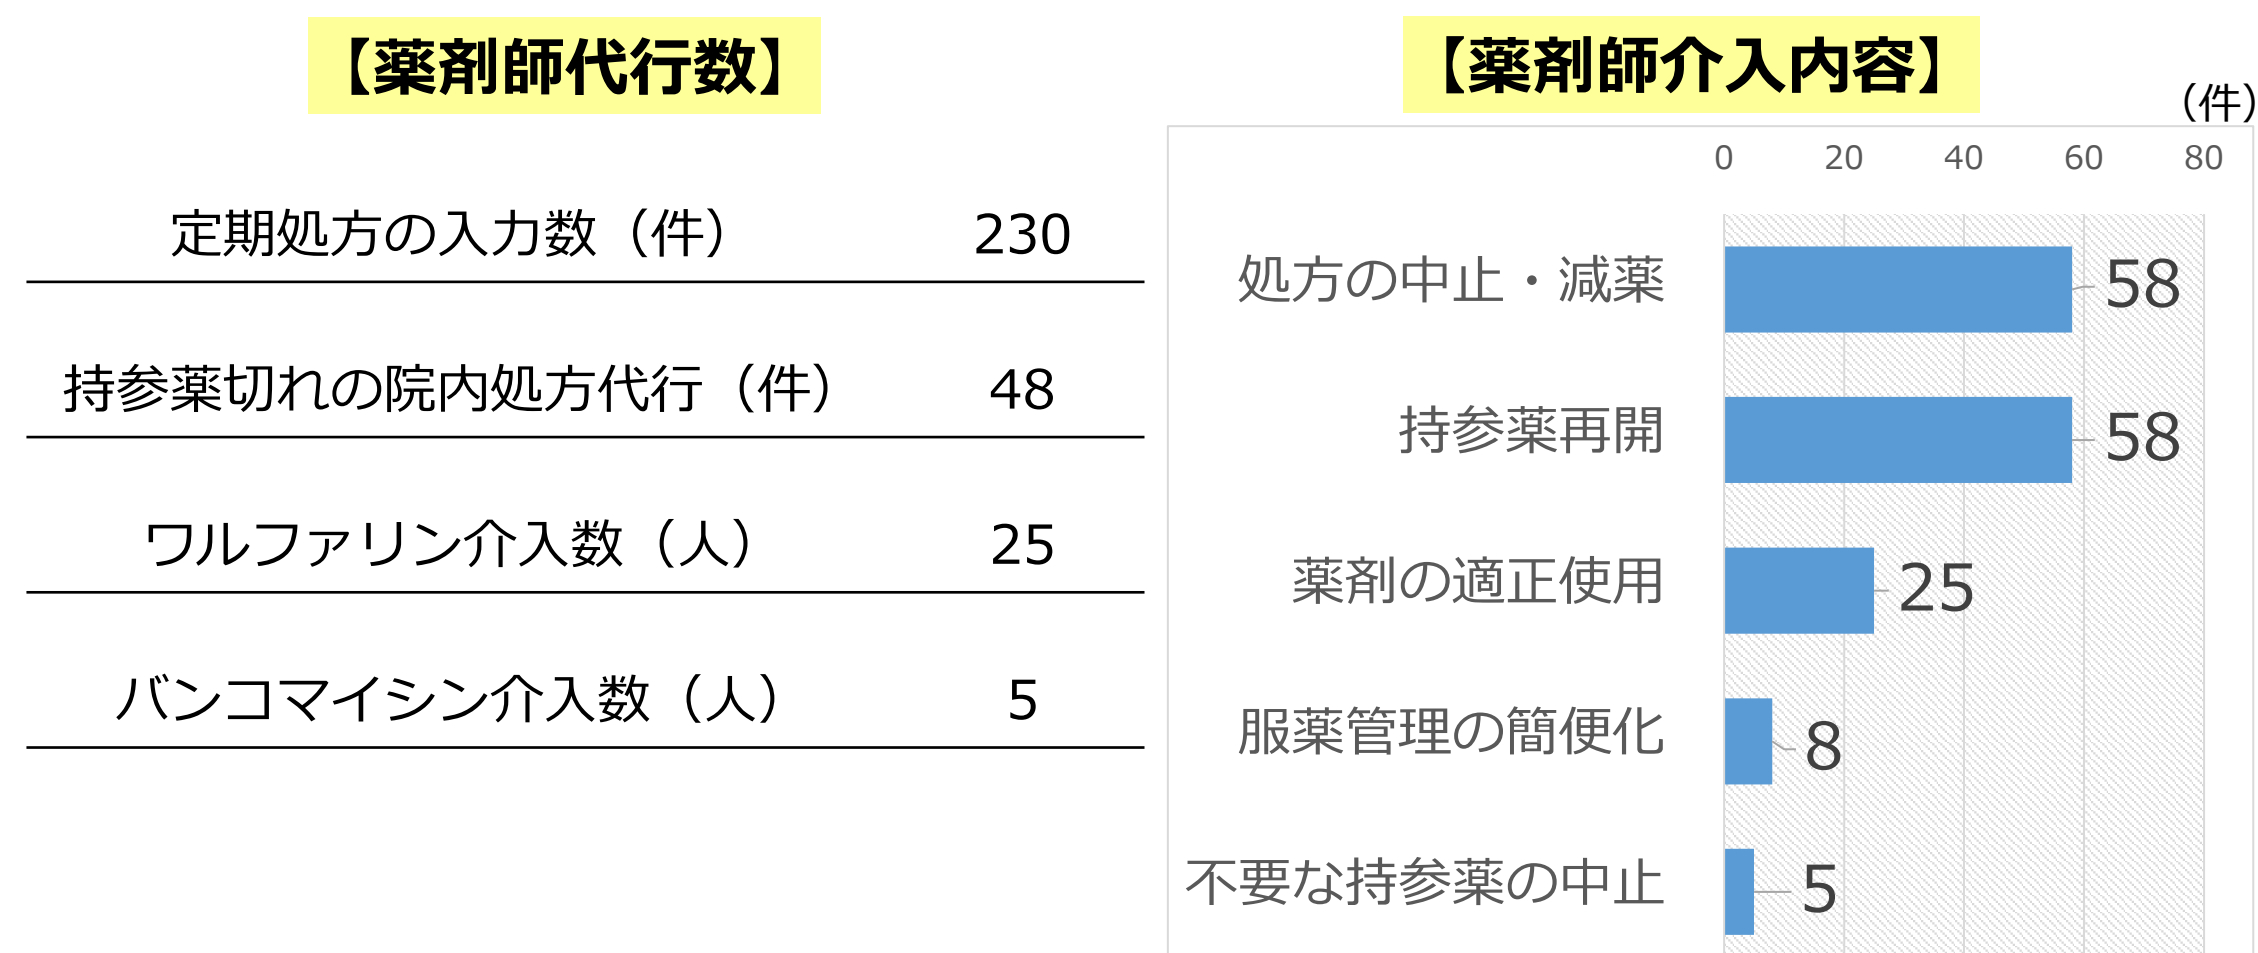 【薬剤師代行数】
定期処方の入力数（件） 230
持参薬切れの院内処方代行（件） 48
ワルファリン介入数（人） 25
バンコマイシン介入数（人） 5
【薬剤師介入内容】
（件）
0 20 40 60 80
処方の中止・減薬 58
持参薬再開 58
薬剤の適正使用 25
服薬管理の簡便化 8
不要な持参薬の中止 5